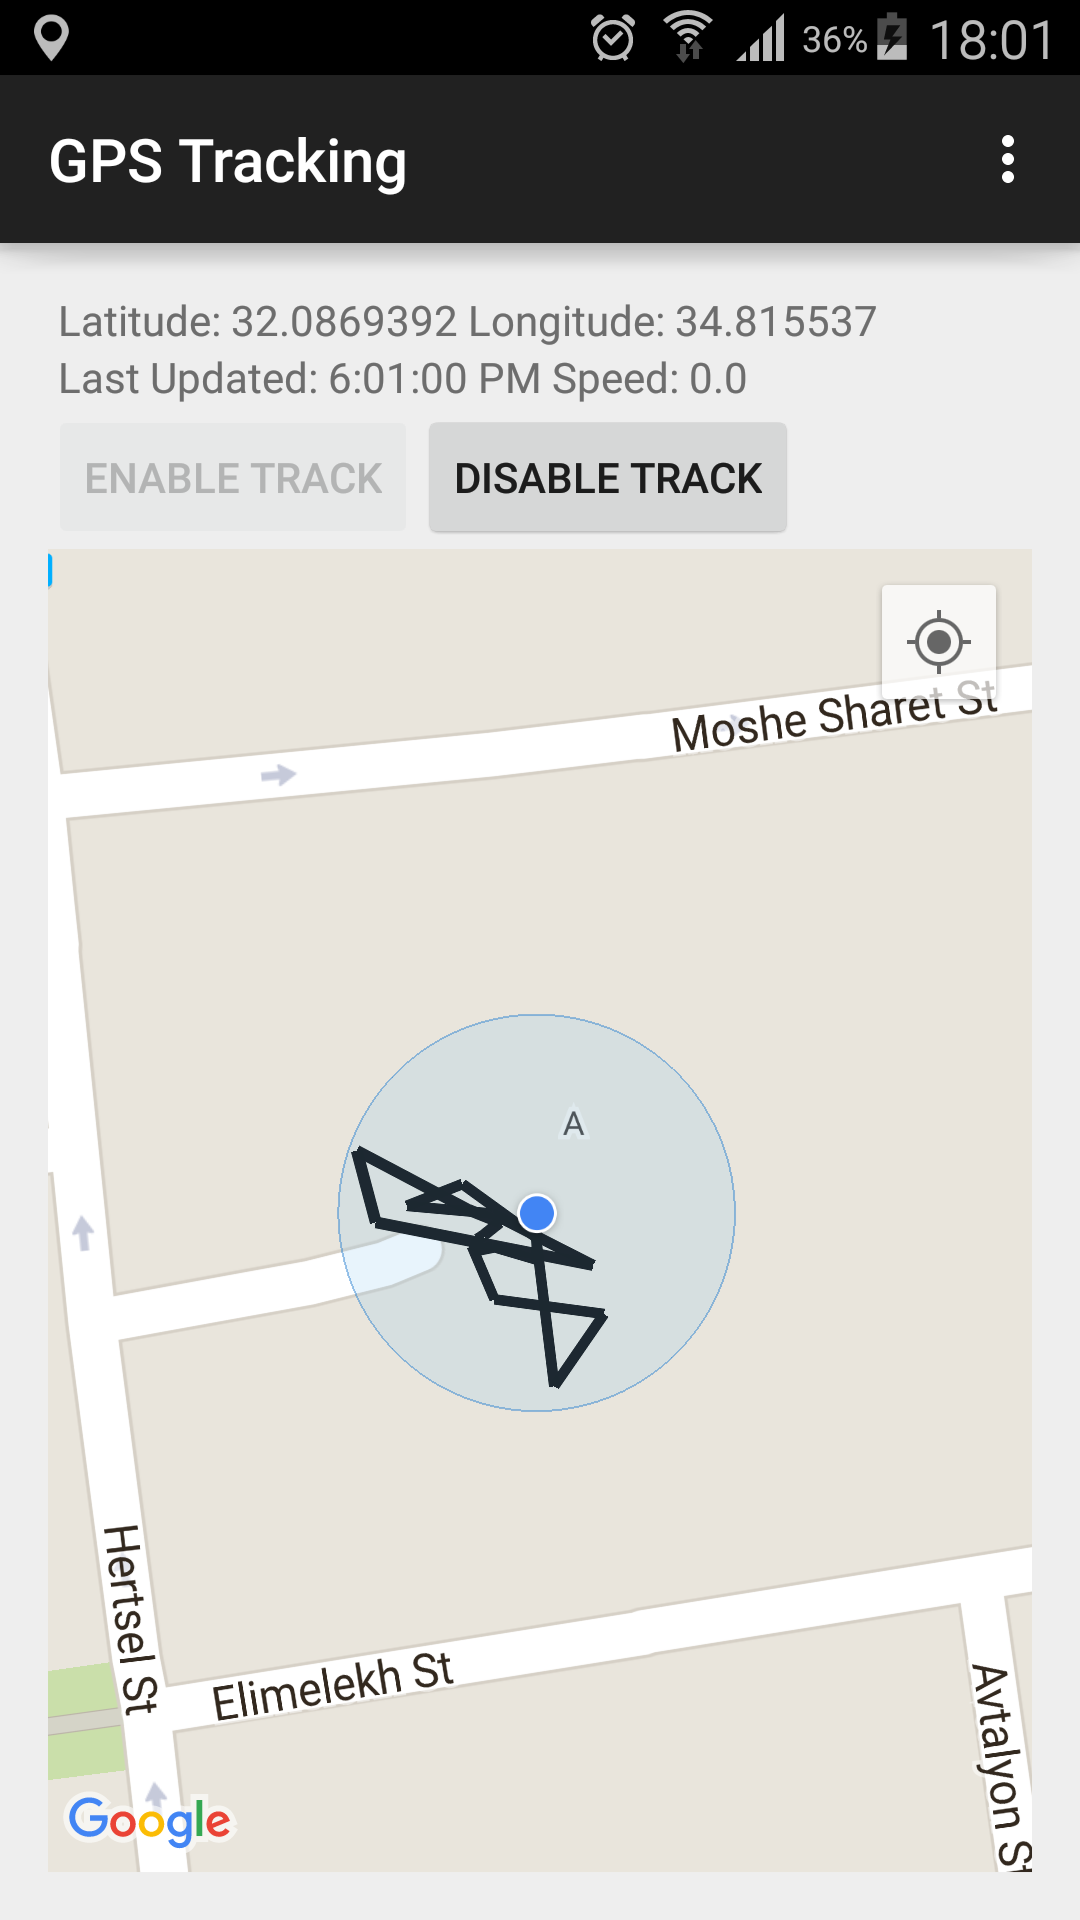 36% 18:01
GPS Tracking
Latitude: 32.0869392 Longitude: 34.815537
Last Updated: 6:01:00 PM Speed: 0.0
ENABLE TRACK DISABLE TRACK
Moshe Sharet St
A
Hertsel St
Elimelekh St
Avtalyon St
Google